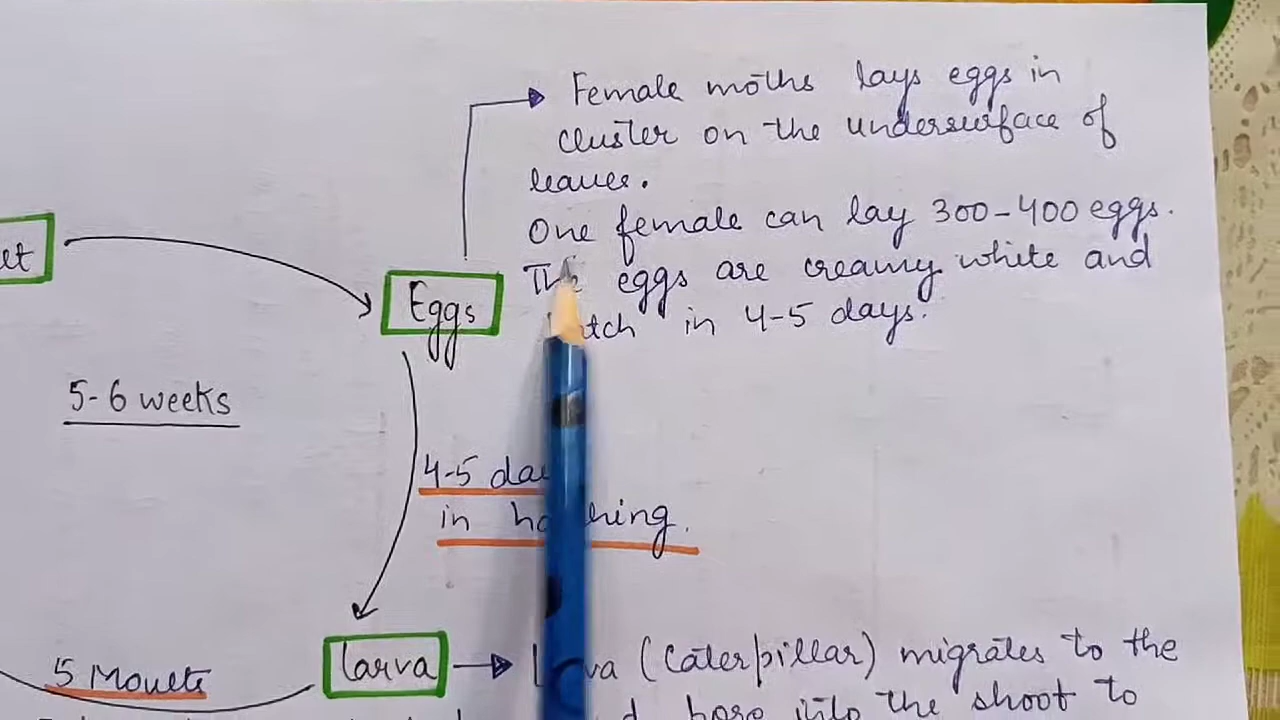 Female moths lays eggs in
cluster on the undersurface of
leaves.
One female can lay 300-400 eggs.
The eggs are creamy white and
in 4-5 days.
Eggs
5-6 weeks
4-5
in
larva
(Caterpillar) migrates to the
5 Moults
into the shoot to